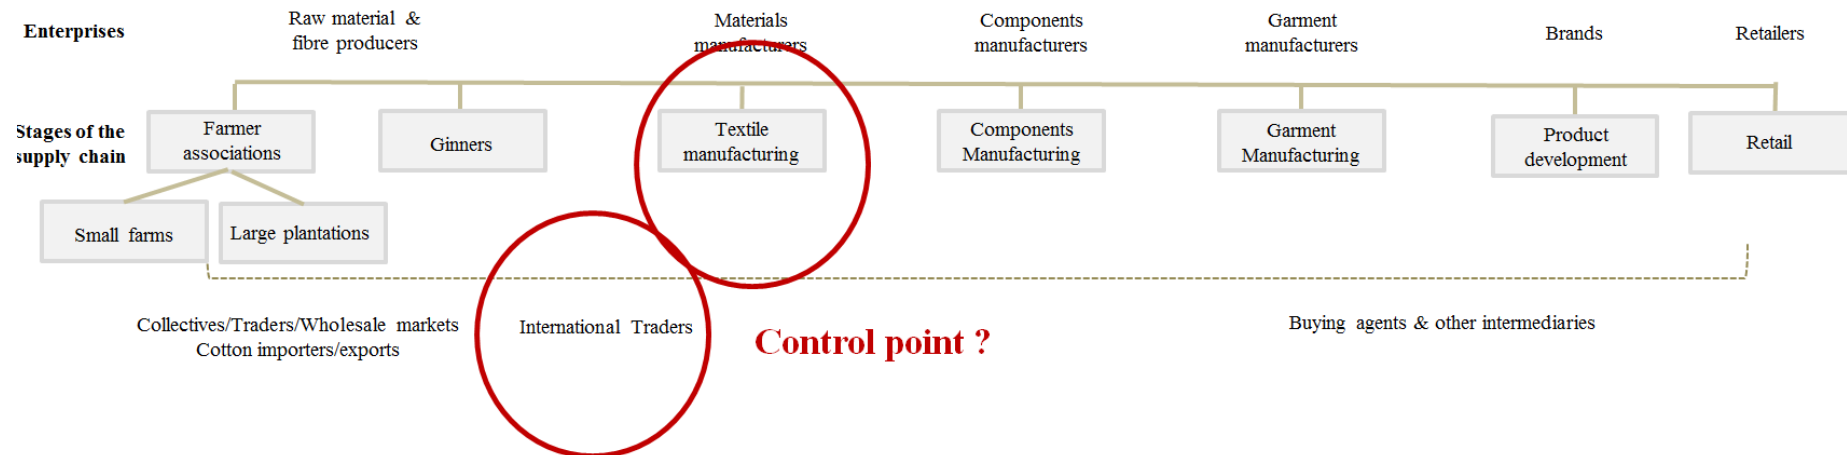 Enterprises
Raw material &
fibre producers
Materials
manufacturers
Components
manufacturers
Garment
manufacturers
Brands
Retailers
Stages of the
supply chain
Farmer
associations
Ginners
Textile
manufacturing
Components
Manufacturing
Garment
Manufacturing
Product
development
Retail
Small farms
Large plantations
Collectives/Traders/Wholesale markets
Cotton importers/exports
International Traders
Control point ?
Buying agents & other intermediaries